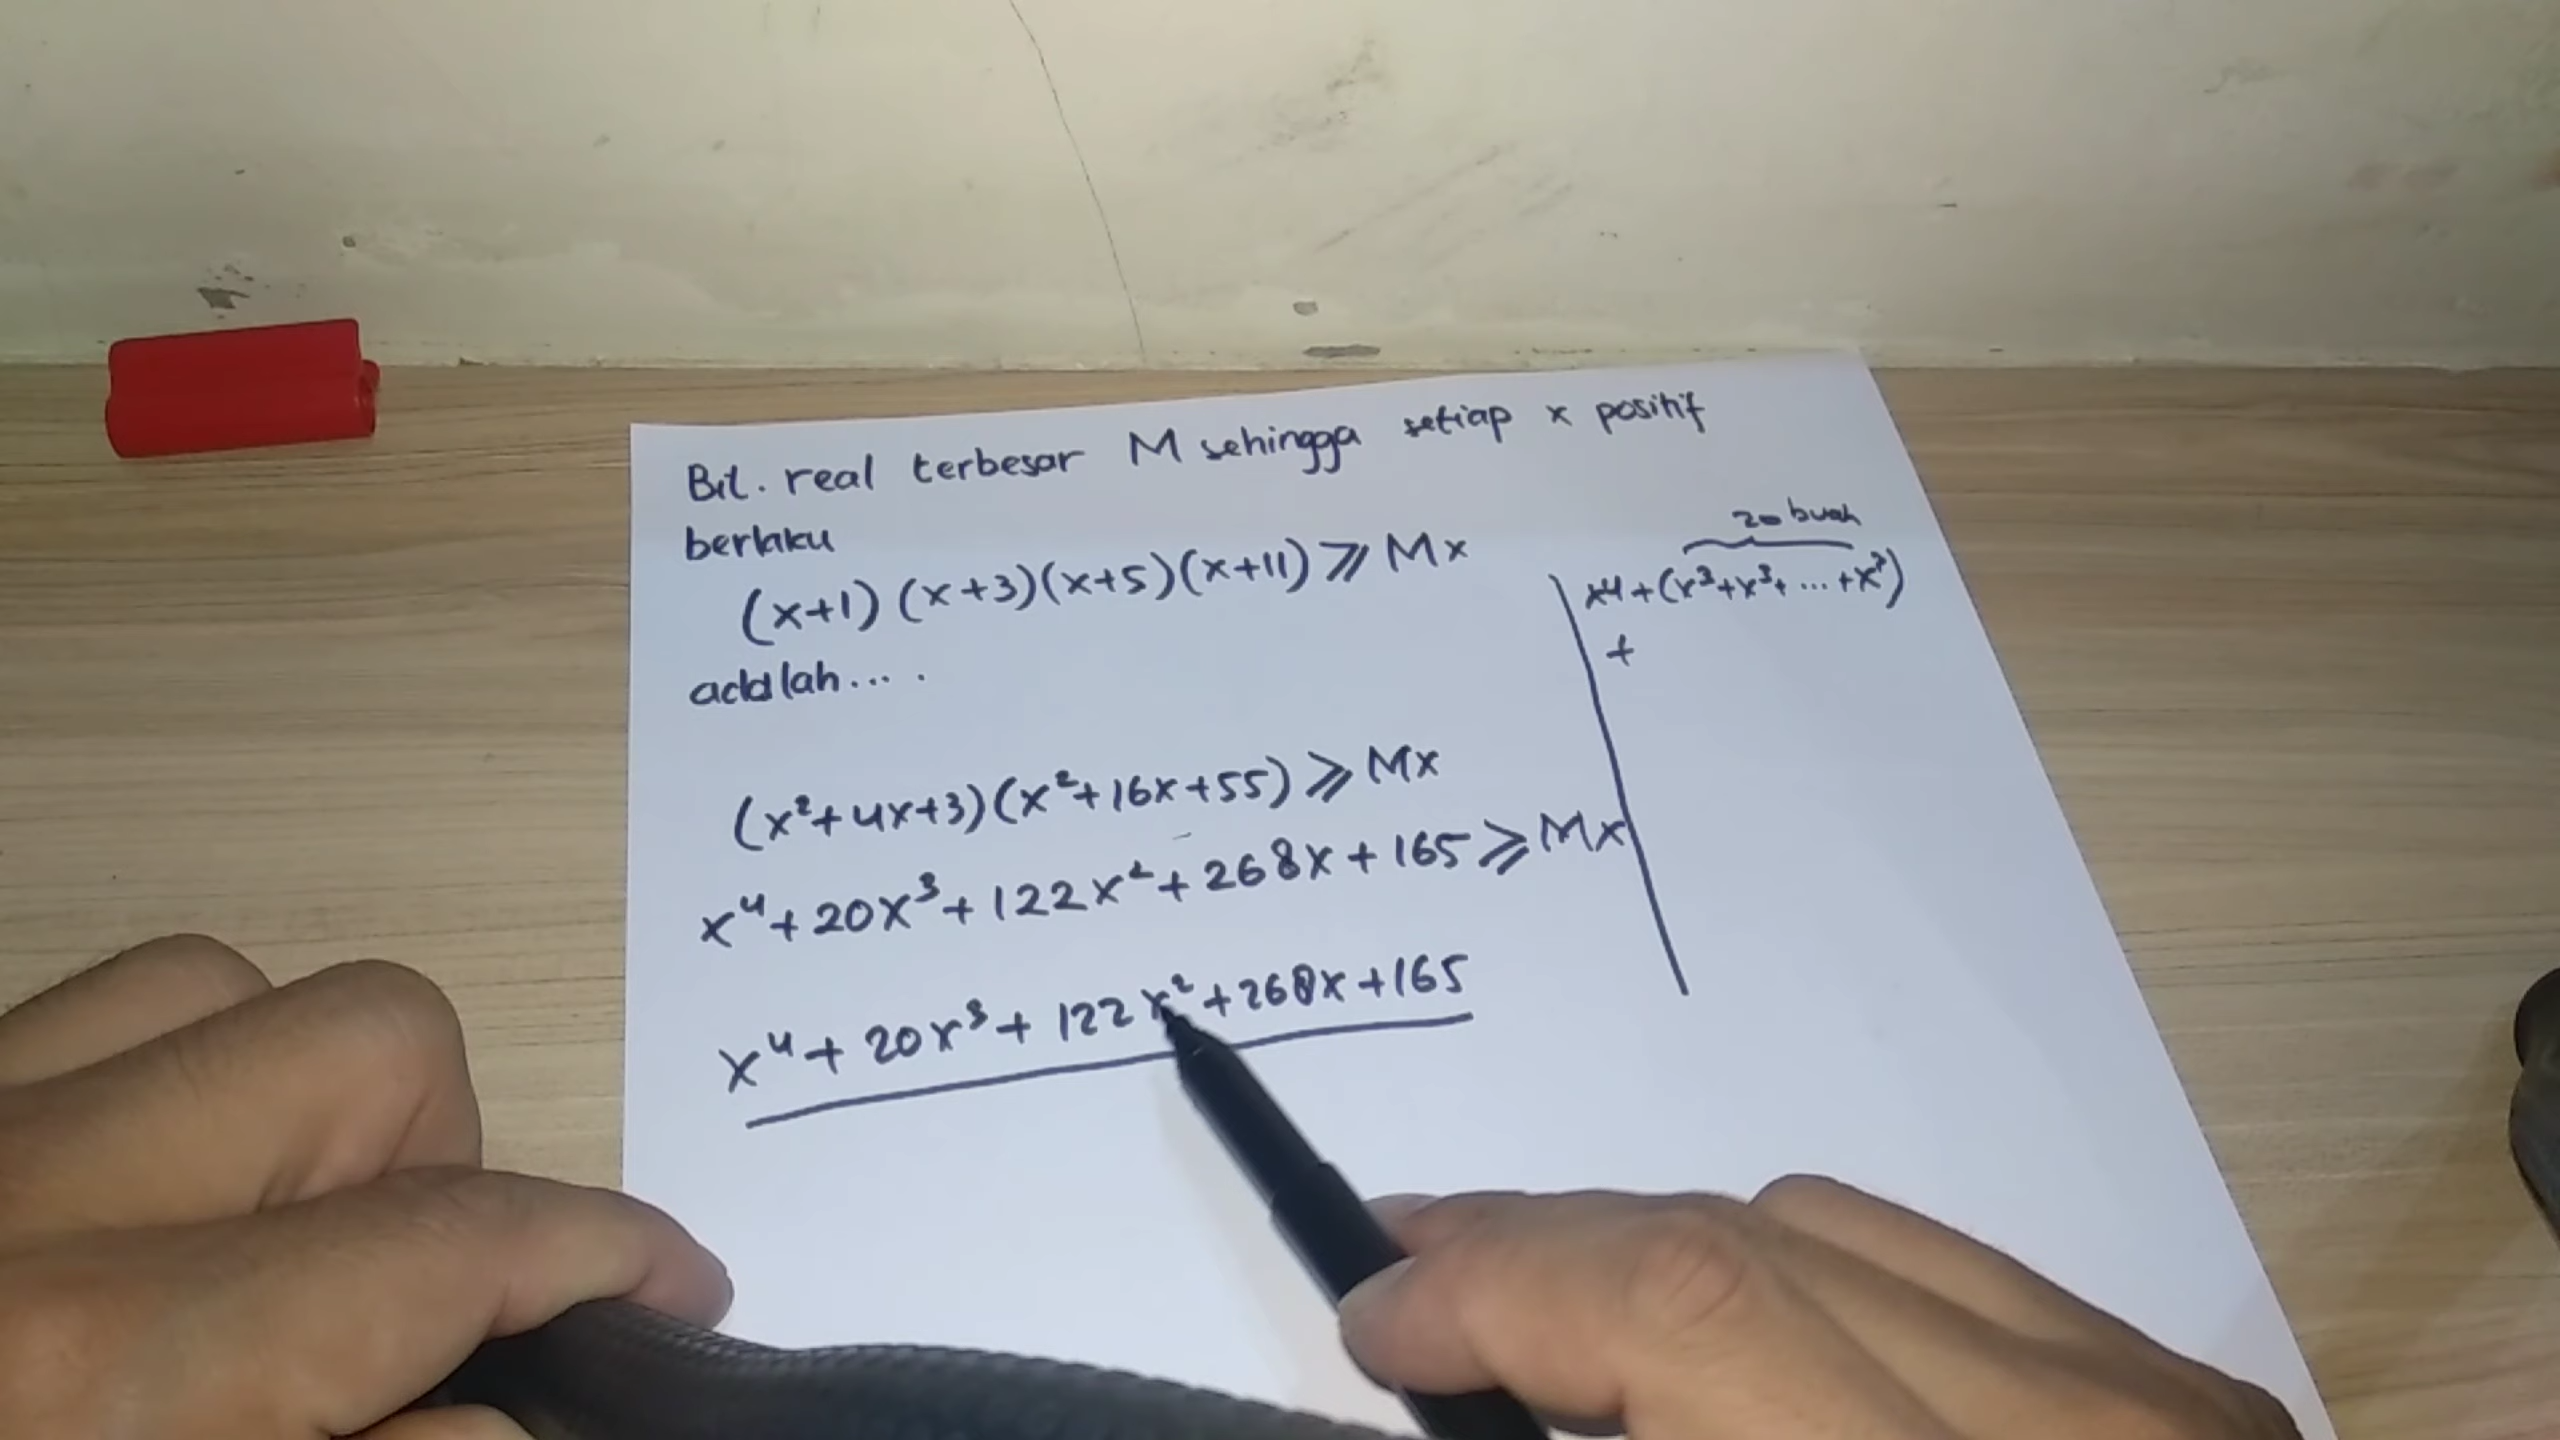 Bil. real terbesar M sehingga setiap x positif
berlaku
(x+1)(x+3)(x+5)(x+11) ⩾ Mx
adalah... .
(x²+4x+3)(x²+16x+55) ⩾ Mx
x⁴+20x³+122x²+268x+165 ⩾ Mx
x⁴+20x³+122x²+268x+165
20 buah
x⁴+(x³+x³+...+x³)
+